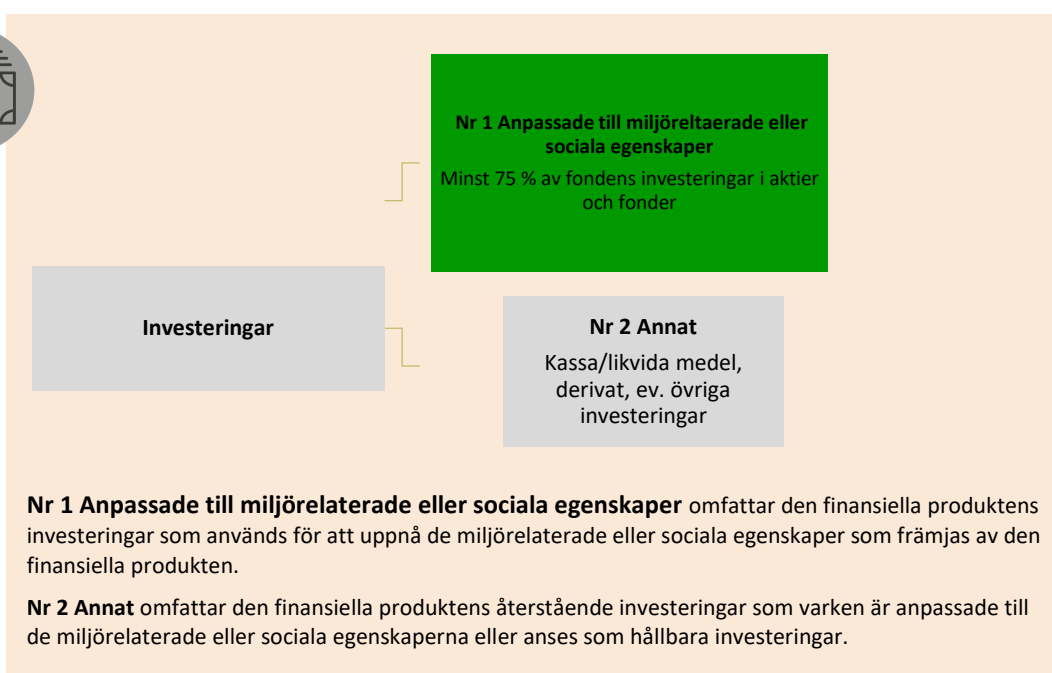 Nr 1 Anpassade till miljöreltaerade eller
sociala egenskaper
Minst 75 % av fondens investeringar i aktier
och fonder
Investeringar
Nr 2 Annat
Kassa/likvida medel,
derivat, ev. övriga
investeringar
Nr 1 Anpassade till miljörelaterade eller sociala egenskaper omfattar den finansiella produktens
investeringar som används för att uppnå de miljörelaterade eller sociala egenskaper som främjas av den
finansiella produkten.
Nr 2 Annat omfattar den finansiella produktens återstående investeringar som varken är anpassade till
de miljörelaterade eller sociala egenskaperna eller anses som hållbara investeringar.